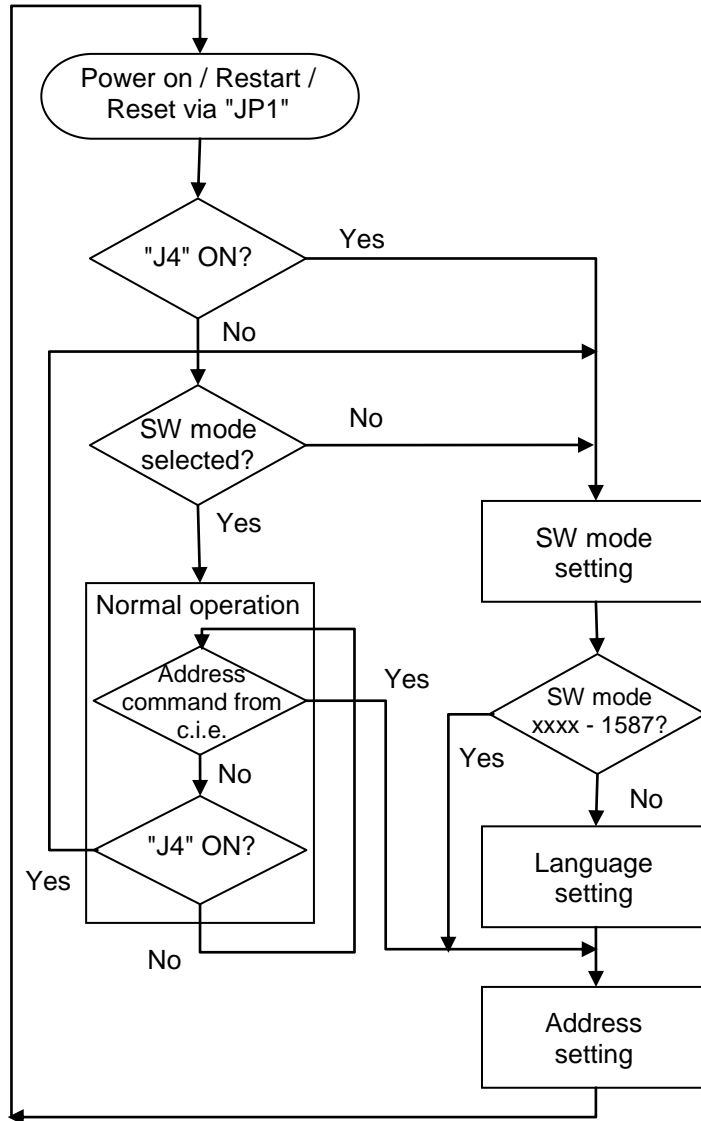 Power on / Restart /
Reset via "JP1"
"J4" ON?
Yes
No
SW mode
selected?
No
Yes
SW mode
setting
Normal operation
Address
command from
c.i.e.
Yes
No
SW mode
xxxx - 1587?
Yes
No
"J4" ON?
Yes
No
Language
setting
Address
setting